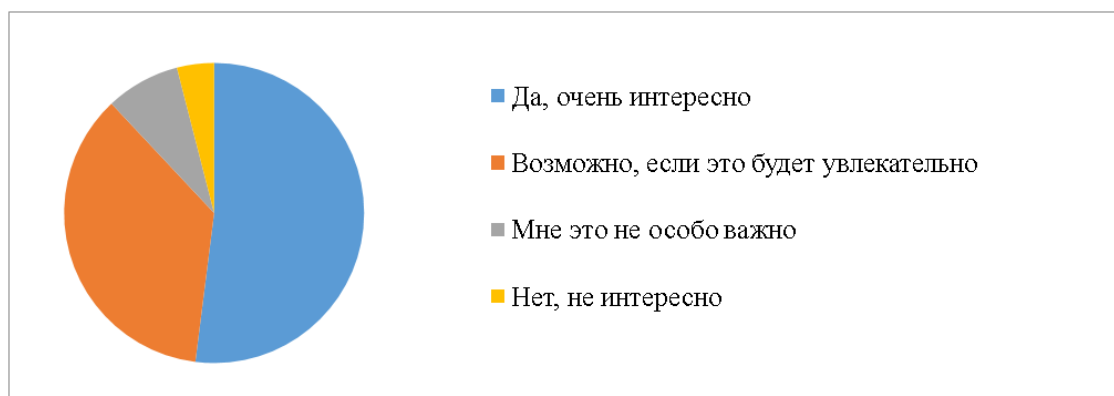 Да, очень интересно
Возможно, если это будет увлекательно
Мне это не особо важно
Нет, не интересно